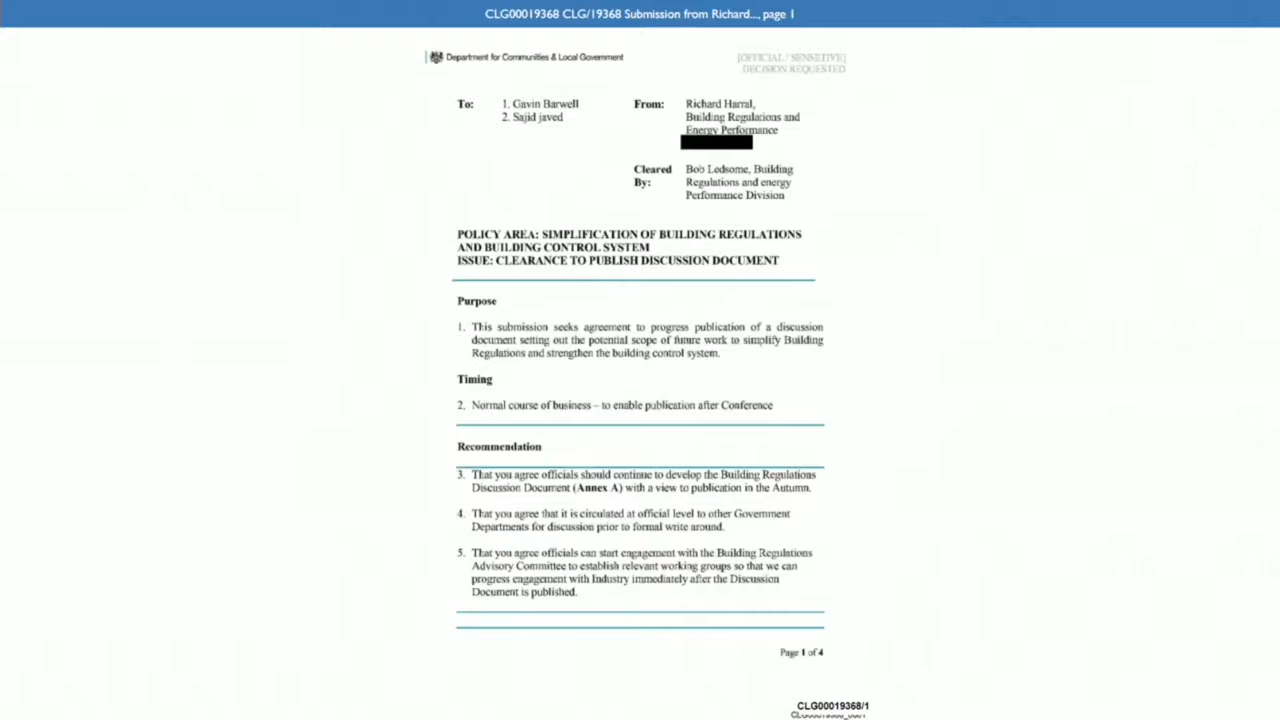 CLG00019368 CLG/19368 Submission from Richard..., page 1
Department for Communities & Local Government
[OFFICIAL / SENSITIVE]
DECISION REQUESTED
To: 1. Gavin Barwell
2. Sajid javed
From: Richard Harral,
Building Regulations and
Energy Performance
Cleared By: Bob Ledsome, Building
Regulations and energy
Performance Division
POLICY AREA: SIMPLIFICATION OF BUILDING REGULATIONS
AND BUILDING CONTROL SYSTEM
ISSUE: CLEARANCE TO PUBLISH DISCUSSION DOCUMENT
Purpose
1. This submission seeks agreement to progress publication of a discussion
document setting out the potential scope of future work to simplify Building
Regulations and strengthen the building control system.
Timing
2. Normal course of business – to enable publication after Conference
Recommendation
3. That you agree officials should continue to develop the Building Regulations
Discussion Document (Annex A) with a view to publication in the Autumn.
4. That you agree that it is circulated at official level to other Government
Departments for discussion prior to formal write around.
5. That you agree officials can start engagement with the Building Regulations
Advisory Committee to establish relevant working groups so that we can
progress engagement with Industry immediately after the Discussion
Document is published.
Page 1 of 4
CLG00019368/1